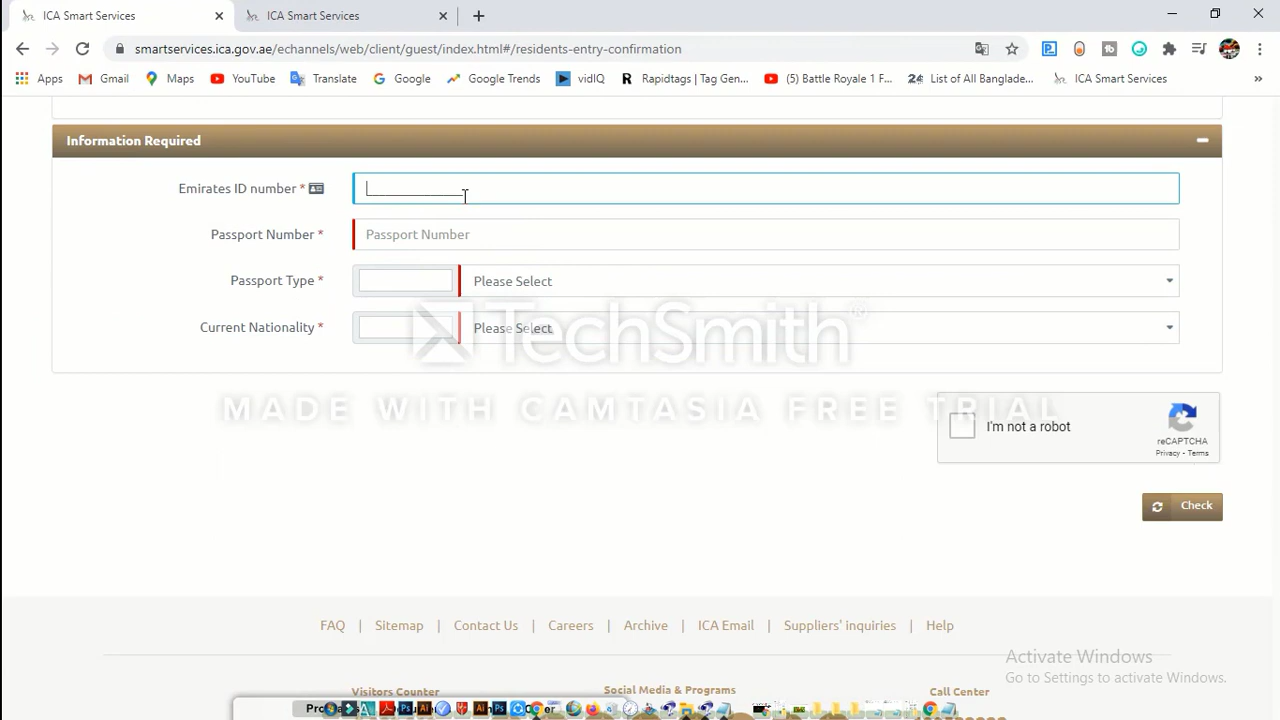 ICA Smart Services
ICA Smart Services
smartservices.ica.gov.ae/echannels/web/client/guest/index.html#/residents-entry-confirmation
Apps Gmail Maps YouTube Translate Google Google Trends vidIQ Rapidtags | Tag Gen... (5) Battle Royale 1 F... List of All Banglade... ICA Smart Services »
Information Required
Emirates ID number *
Passport Number * Passport Number
Passport Type * Please Select
Current Nationality * Please Select
TechSmith®
MADE WITH CAMTASIA FREE TRIAL
I'm not a robot
reCAPTCHA
Privacy - Terms
Check
FAQ | Sitemap | Contact Us | Careers | Archive | ICA Email | Suppliers' inquiries | Help
Activate Windows
Go to Settings to activate Windows.
Visitors Counter
Social Media & Programs
Call Center